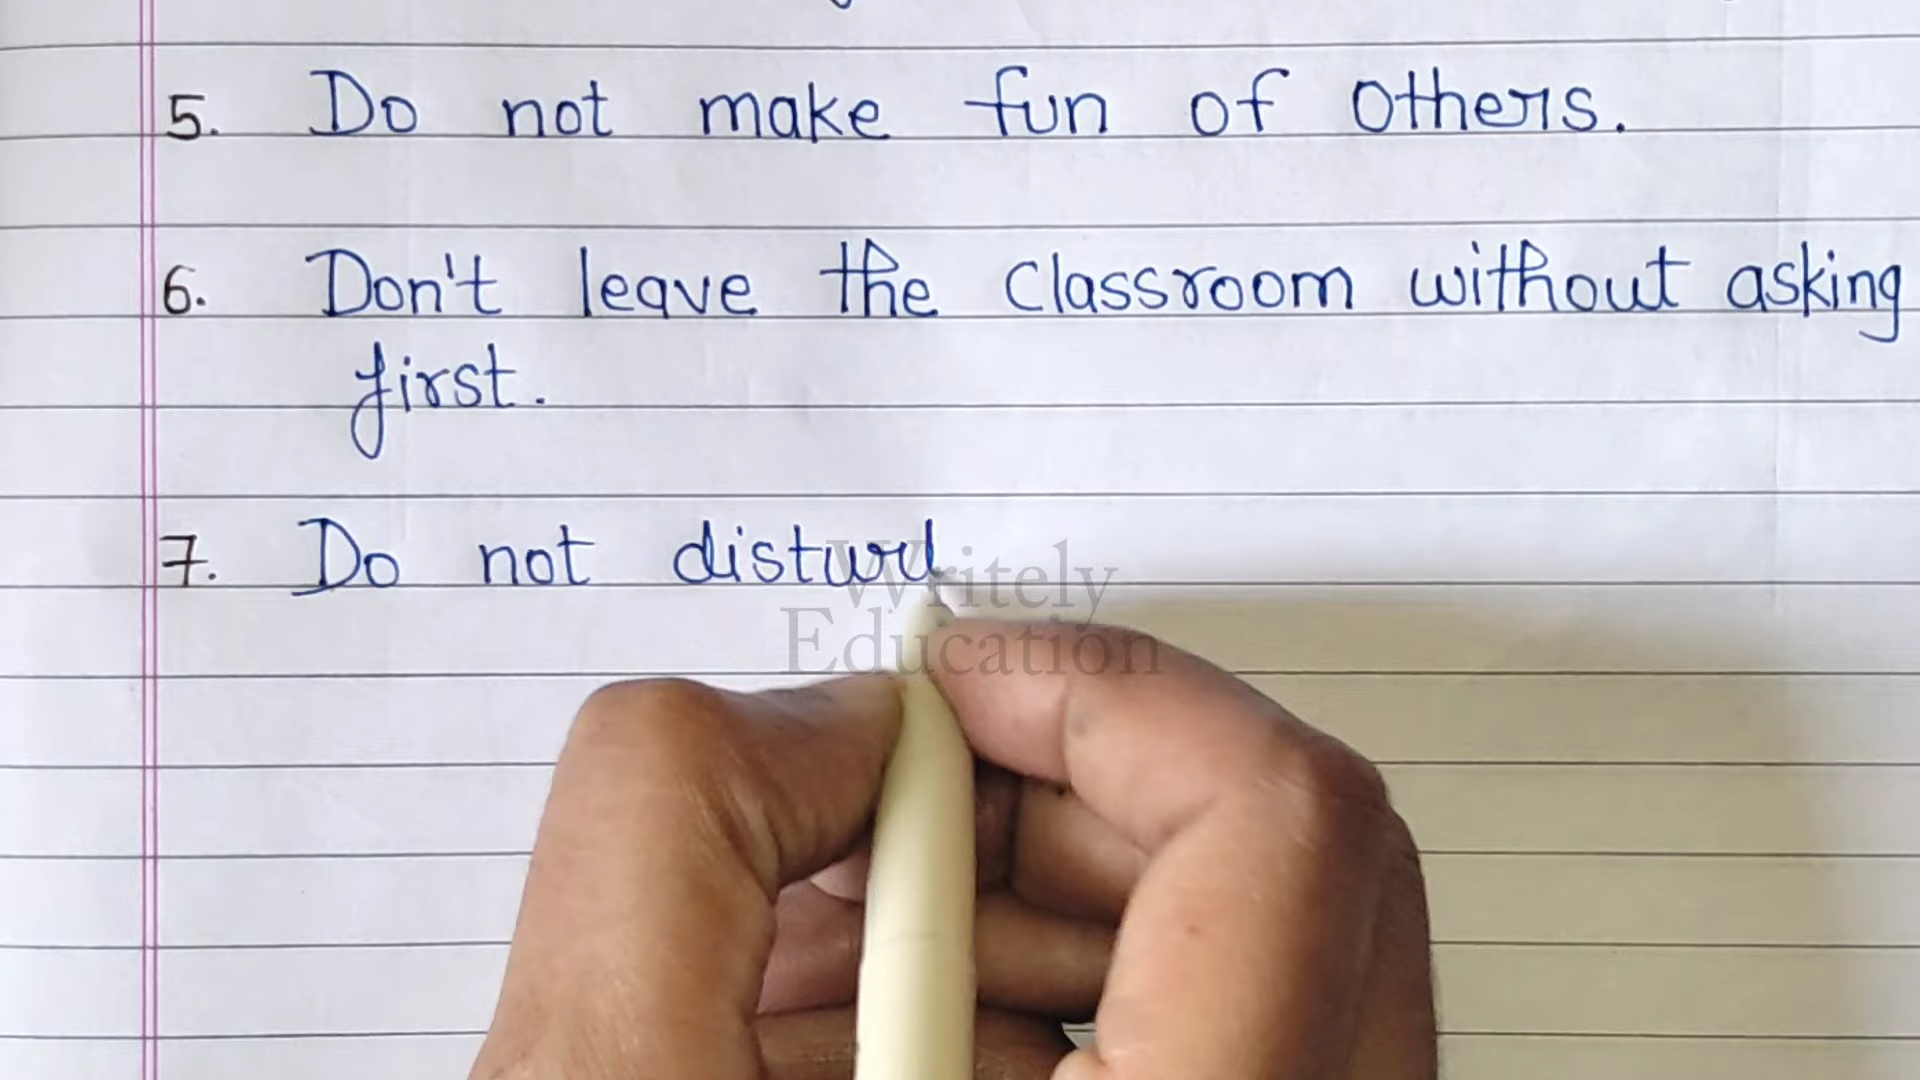 5. Do not make fun of others.
6. Don't leave the classroom without asking
first.
7. Do not
Writely
Education